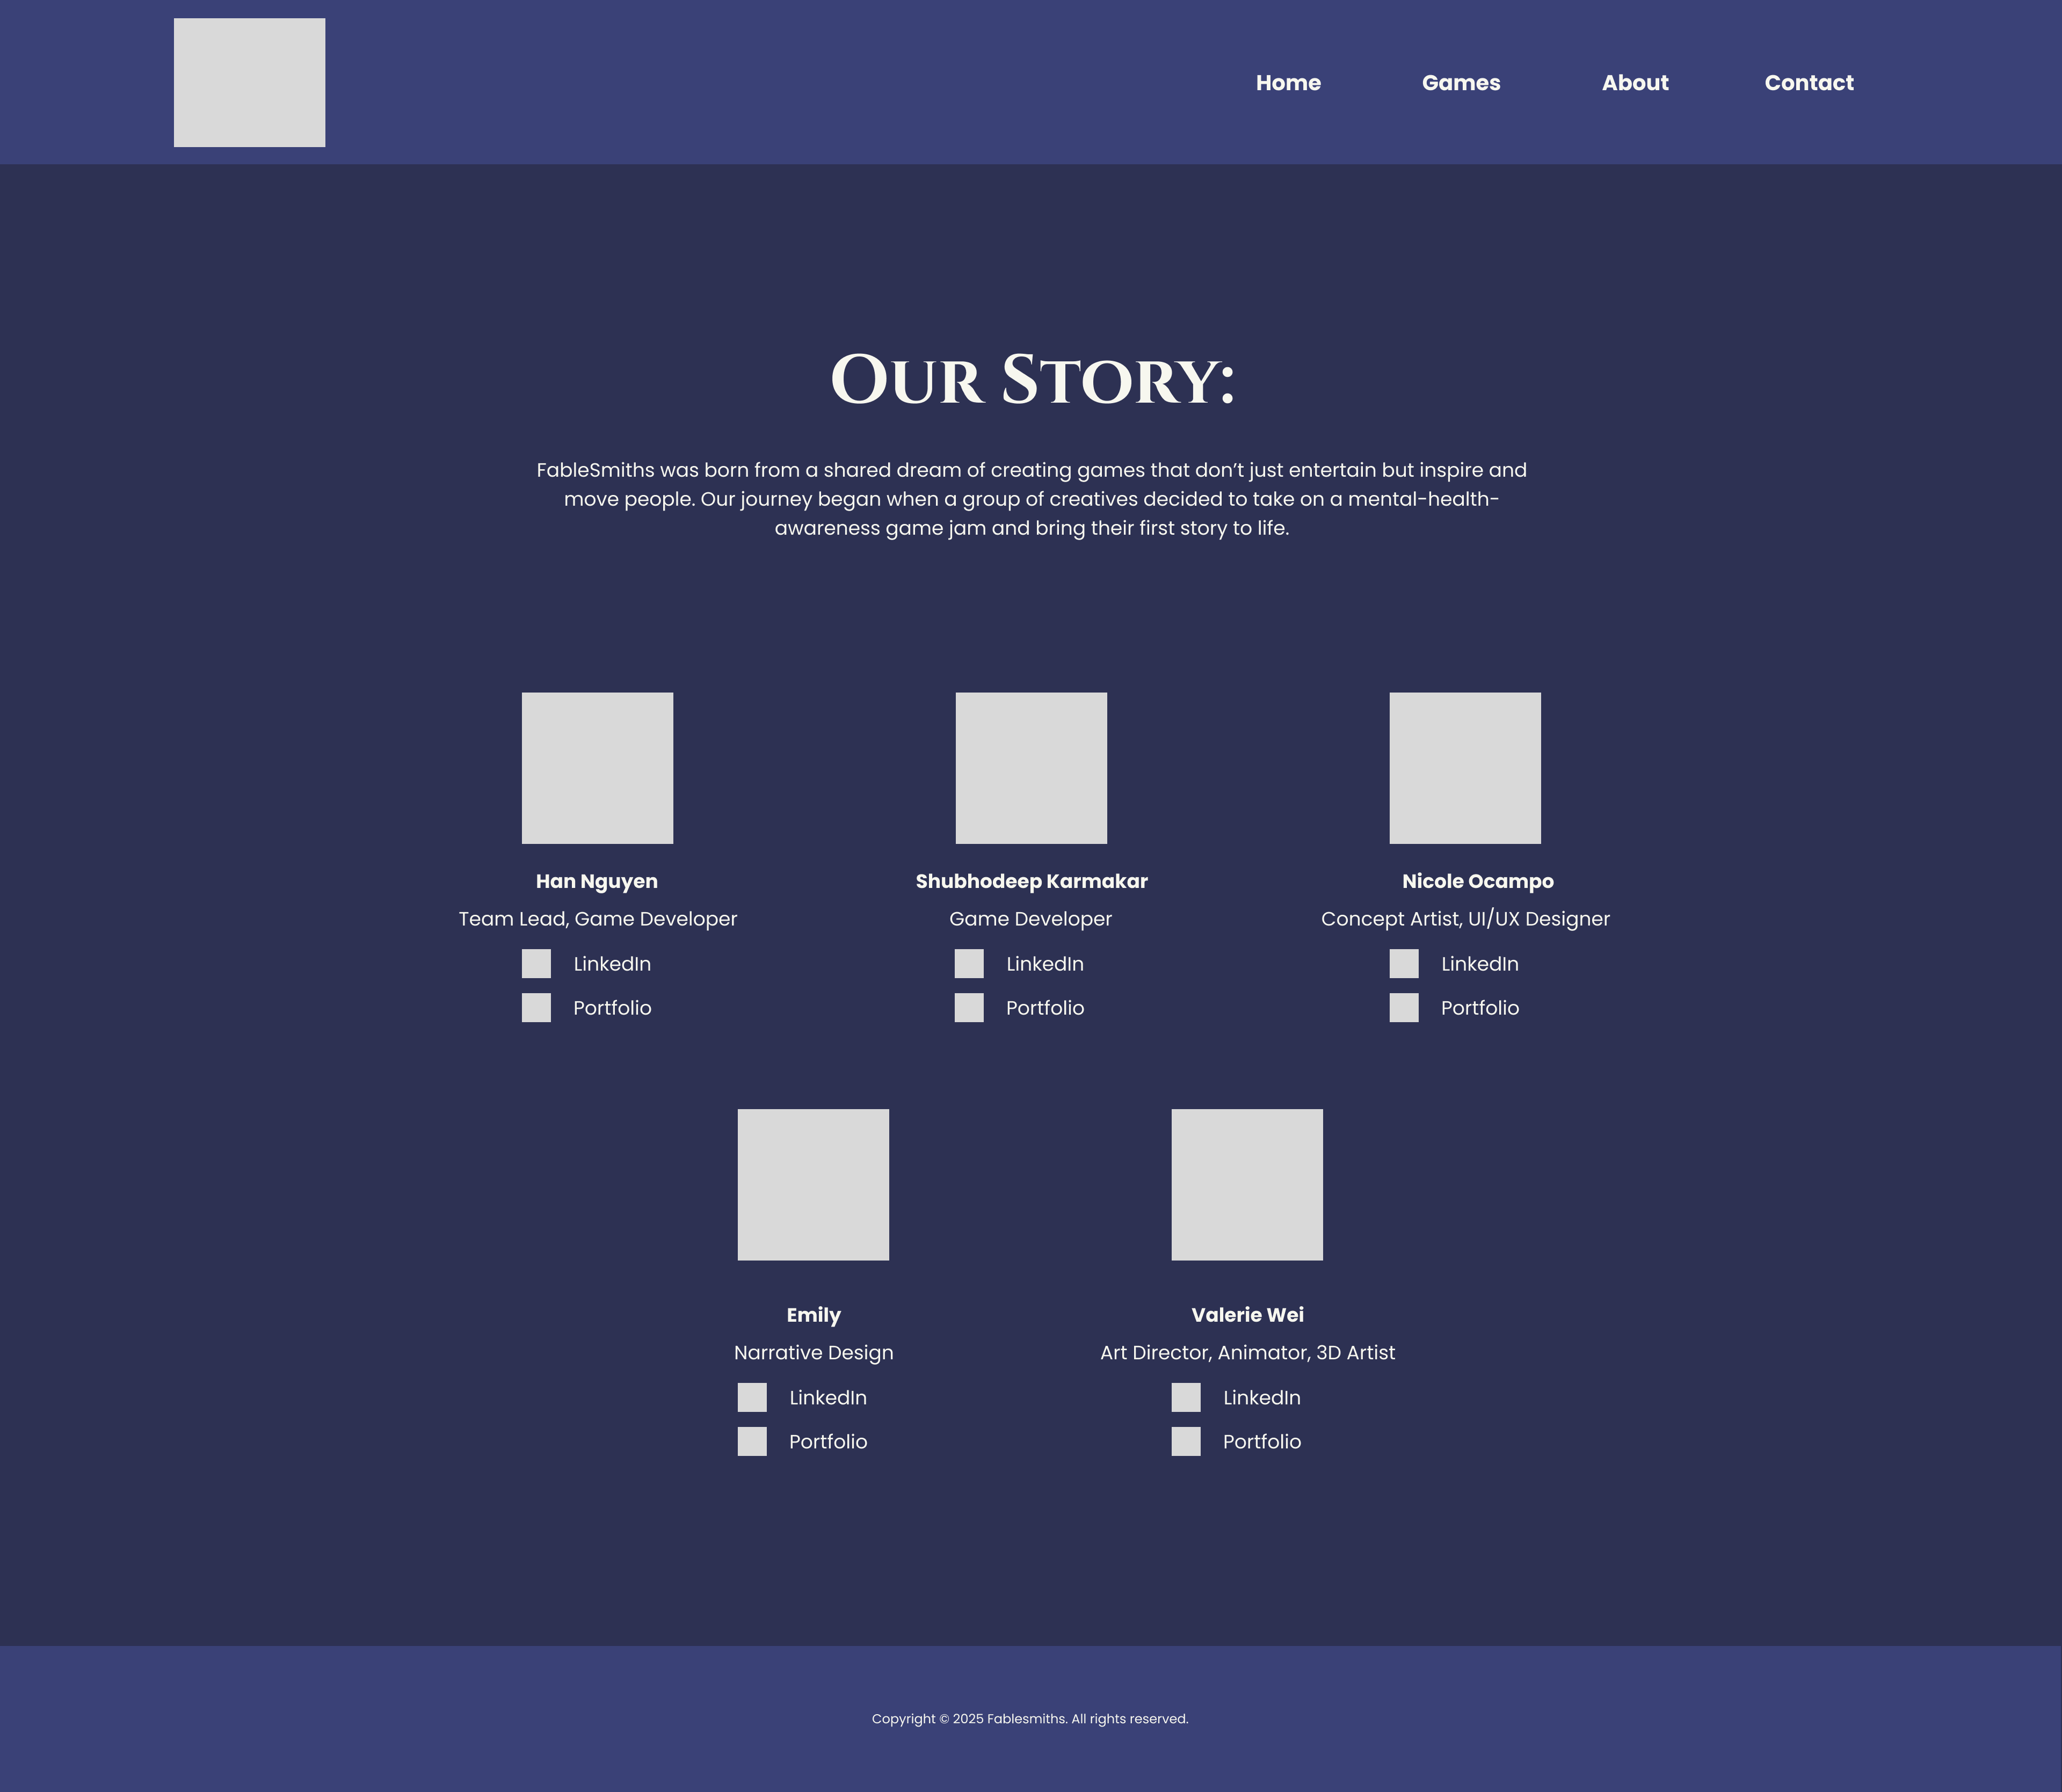 Home Games About Contact
Our Story:
FableSmiths was born from a shared dream of creating games that don’t just entertain but inspire and
move people. Our journey began when a group of creatives decided to take on a mental-health-
awareness game jam and bring their first story to life.
Han Nguyen
Team Lead, Game Developer
LinkedIn
Portfolio
Shubhodeep Karmakar
Game Developer
LinkedIn
Portfolio
Nicole Ocampo
Concept Artist, UI/UX Designer
LinkedIn
Portfolio
Emily
Narrative Design
LinkedIn
Portfolio
Valerie Wei
Art Director, Animator, 3D Artist
LinkedIn
Portfolio
Copyright © 2025 Fablesmiths. All rights reserved.